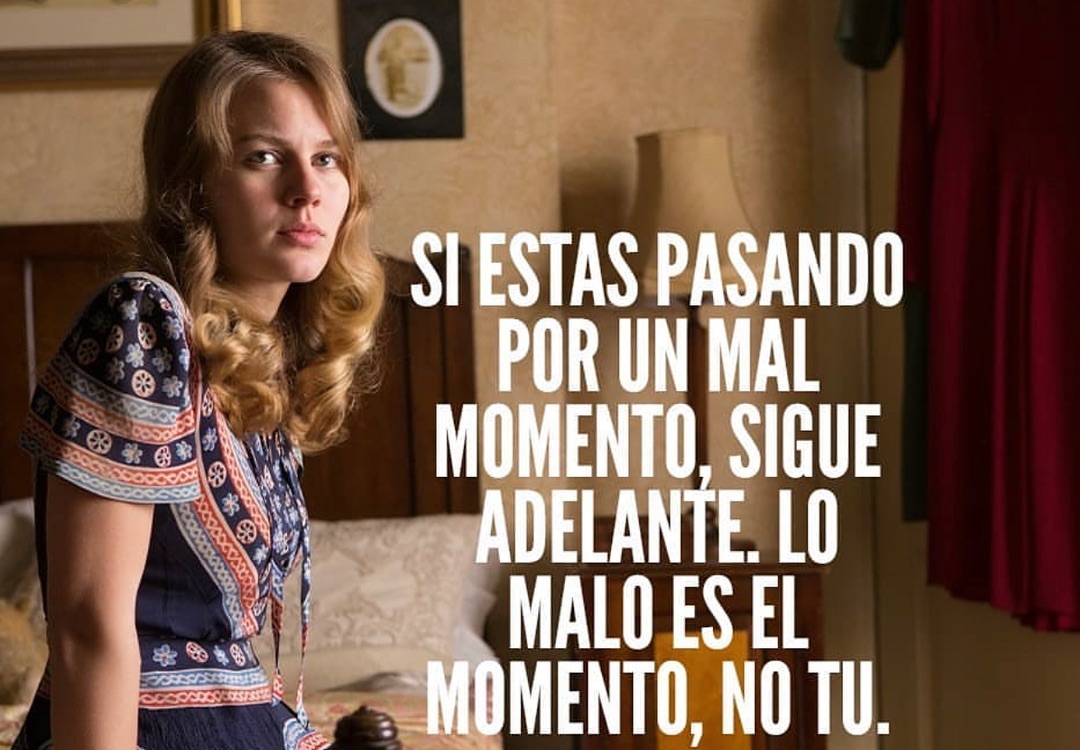 SI ESTAS PASANDO
POR UN MAL
MOMENTO, SIGUE
ADELANTE. LO
MALO ES EL
MOMENTO, NO TU.